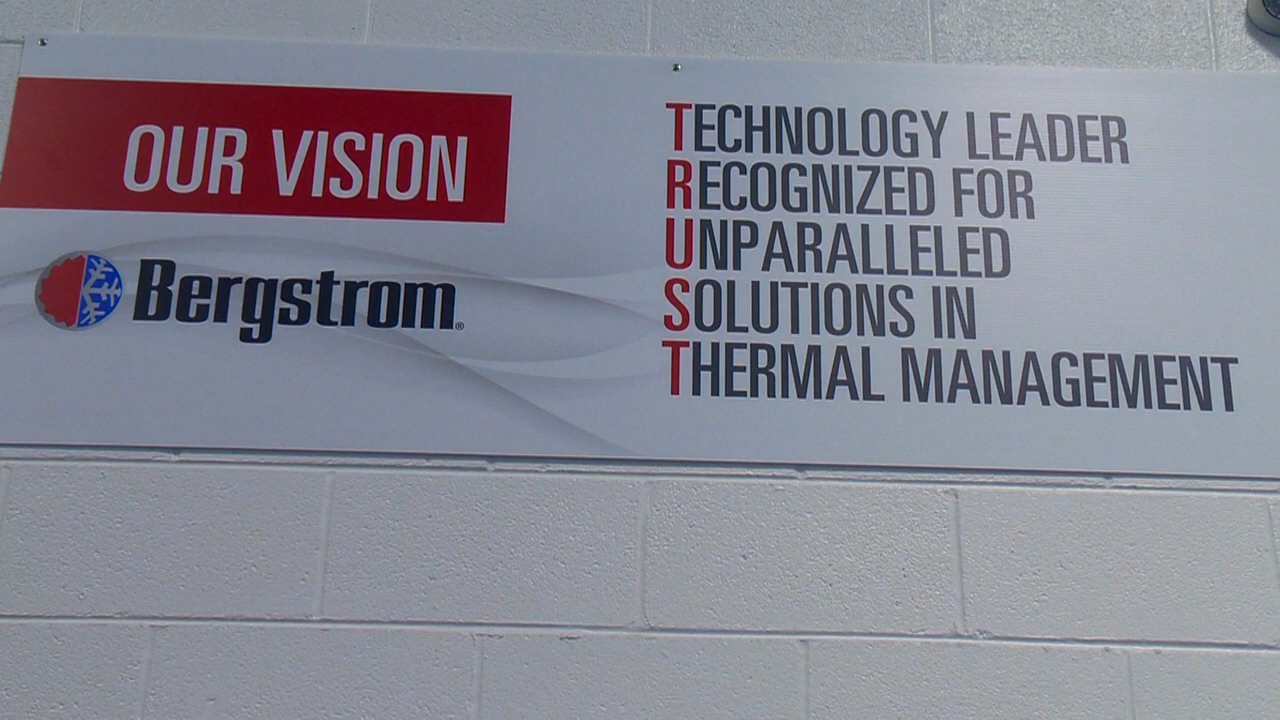 OUR VISION
Bergstrom®
TECHNOLOGY LEADER
RECOGNIZED FOR
UNPARALLELED
SOLUTIONS IN
THERMAL MANAGEMENT